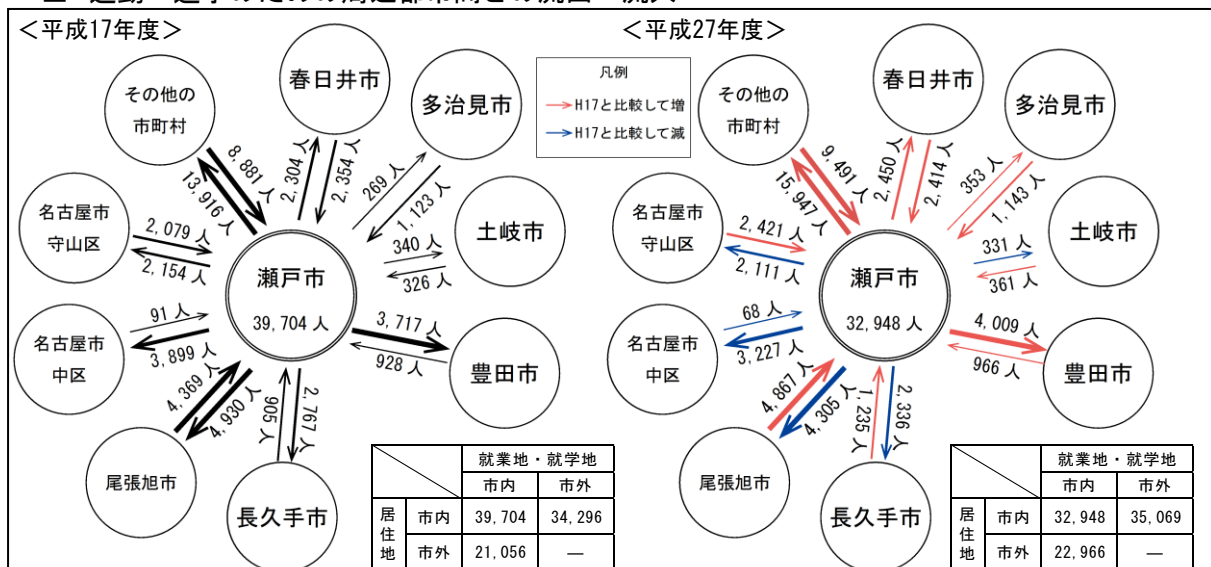 ＜平成17年度＞
春日井市
その他の
市町村
多治見市
8,881 人
13,916 人
2,304 人
2,354 人
269 人
1,123 人
名古屋市
守山区
2,079 人
2,154 人
土岐市
340 人
326 人
瀬戸市
39,704 人
91 人
名古屋市
中区
3,899 人
3,717 人
928 人
豊田市
4,369 人
4,930 人
905 人
2,767 人
尾張旭市
長久手市
就業地・就学地
市内 市外
居住地
市内 39,704 34,296
市外 21,056 ―
＜平成27年度＞
凡例
H17と比較して増
H17と比較して減
春日井市
その他の
市町村
多治見市
9,491 人
15,947 人
2,450 人
2,414 人
353 人
1,143 人
名古屋市
守山区
2,421 人
2,111 人
土岐市
331 人
361 人
瀬戸市
32,948 人
68 人
名古屋市
中区
3,227 人
4,009 人
966 人
豊田市
4,867 人
4,305 人
1,235 人
2,336 人
尾張旭市
長久手市
就業地・就学地
市内 市外
居住地
市内 32,948 35,069
市外 22,966 ―